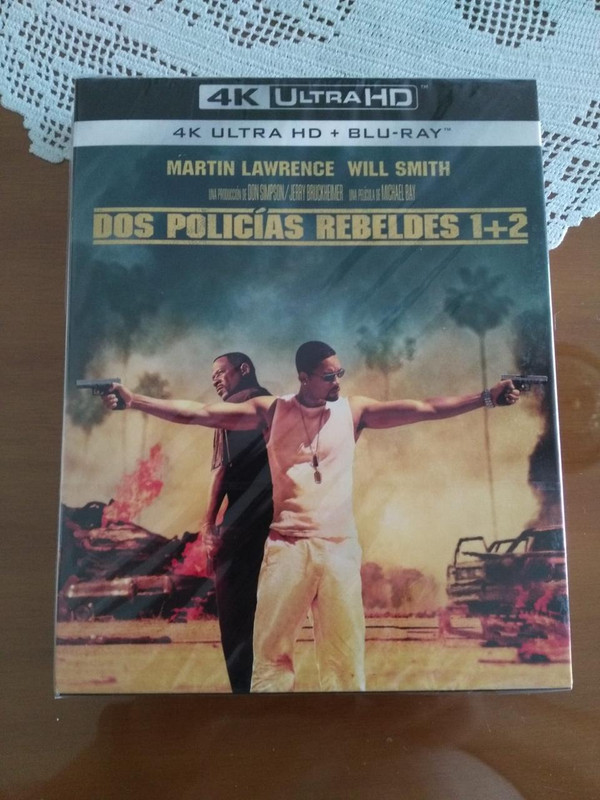 4K ULTRAHD™
4K ULTRA HD + BLU-RAY™
MARTIN LAWRENCE WILL SMITH
UNA PRODUCCIÓN DE DON SIMPSON/JERRY BRUCKHEIMER UNA PELÍCULA DE MICHAEL BAY
DOS POLICÍAS REBELDES 1+2